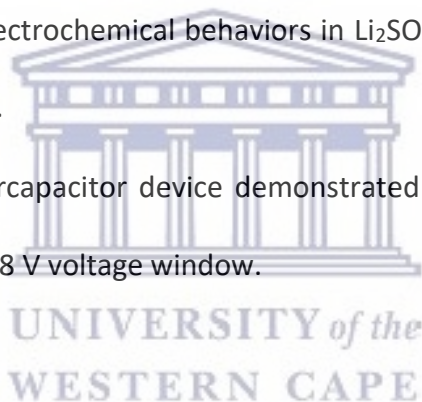 ectrochemical behaviors in Li₂SO
.
rcapacitor device demonstrated
8 V voltage window.
UNIVERSITY of the
WESTERN CAPE